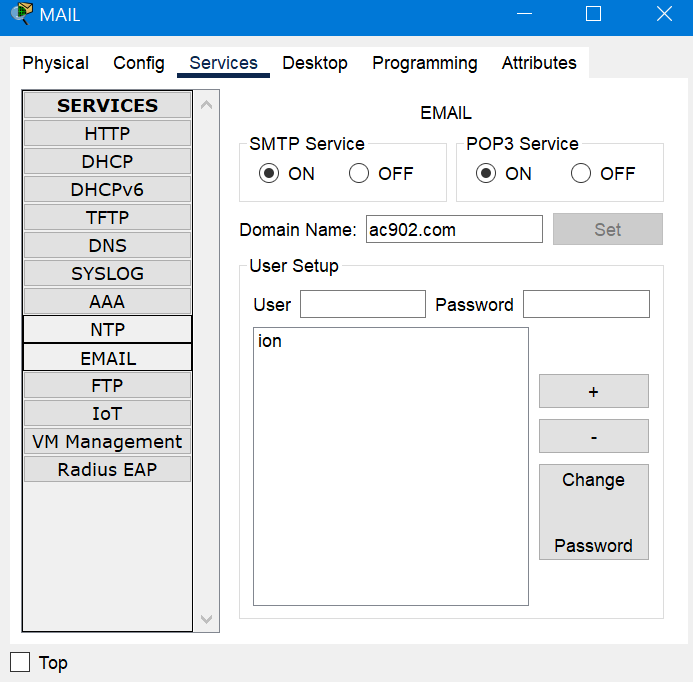 MAIL
Physical Config Services Desktop Programming Attributes
SERVICES
HTTP
DHCP
DHCPv6
TFTP
DNS
SYSLOG
AAA
NTP
EMAIL
FTP
IoT
VM Management
Radius EAP
EMAIL
SMTP Service
ON OFF
POP3 Service
ON OFF
Domain Name: ac902.com Set
User Setup
User Password
ion
+
-
Change
Password
Top